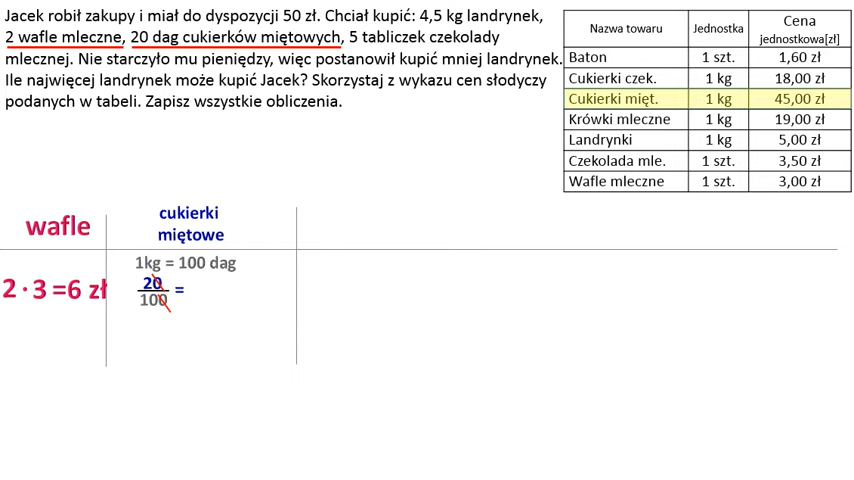 Jacek robił zakupy i miał do dyspozycji 50 zł. Chciał kupić: 4,5 kg landrynek,
2 wafle mleczne, 20 dag cukierków miętowych, 5 tabliczek czekolady
mlecznej. Nie starczyło mu pieniędzy, więc postanowił kupić mniej landrynek.
Ile najwięcej landrynek może kupić Jacek? Skorzystaj z wykazu cen słodyczy
podanych w tabeli. Zapisz wszystkie obliczenia.
Nazwa towaru Jednostka Cena jednostkowa[zł]
Baton 1 szt. 1,60 zł
Cukierki czek. 1 kg 18,00 zł
Cukierki mięt. 1 kg 45,00 zł
Krówki mleczne 1 kg 19,00 zł
Landrynki 1 kg 5,00 zł
Czekolada mle. 1 szt. 3,50 zł
Wafle mleczne 1 szt. 3,00 zł
wafle
2 · 3 =6 zł
cukierki
miętowe
1kg = 100 dag
20
100
=